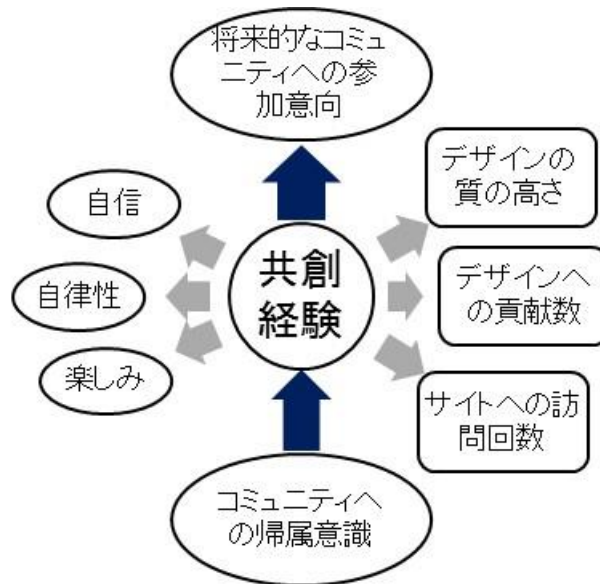 将来的なコミュ
ニティへの参
加意向
自信
自律性
楽しみ
共創
経験
デザインの
質の高さ
デザインへ
の貢献数
サイトへの訪
問回数
コミュニティへ
の帰属意識